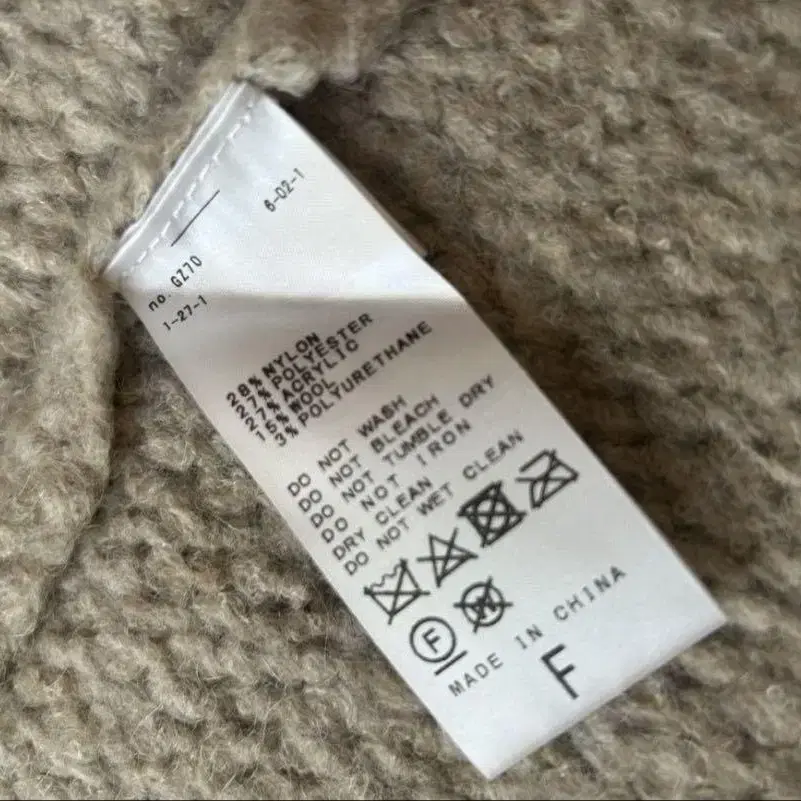 6-02-1
no. GZ70
1-27-1
28% NYLON
27% POLYESTER
27% ACRYLIC
15% WOOL
3% POLYURETHANE
DO NOT WASH
DO NOT BLEACH
DO NOT TUMBLE DRY
DO NOT IRON
DRY CLEAN
DO NOT WET CLEAN
F W
MADE IN CHINA
F